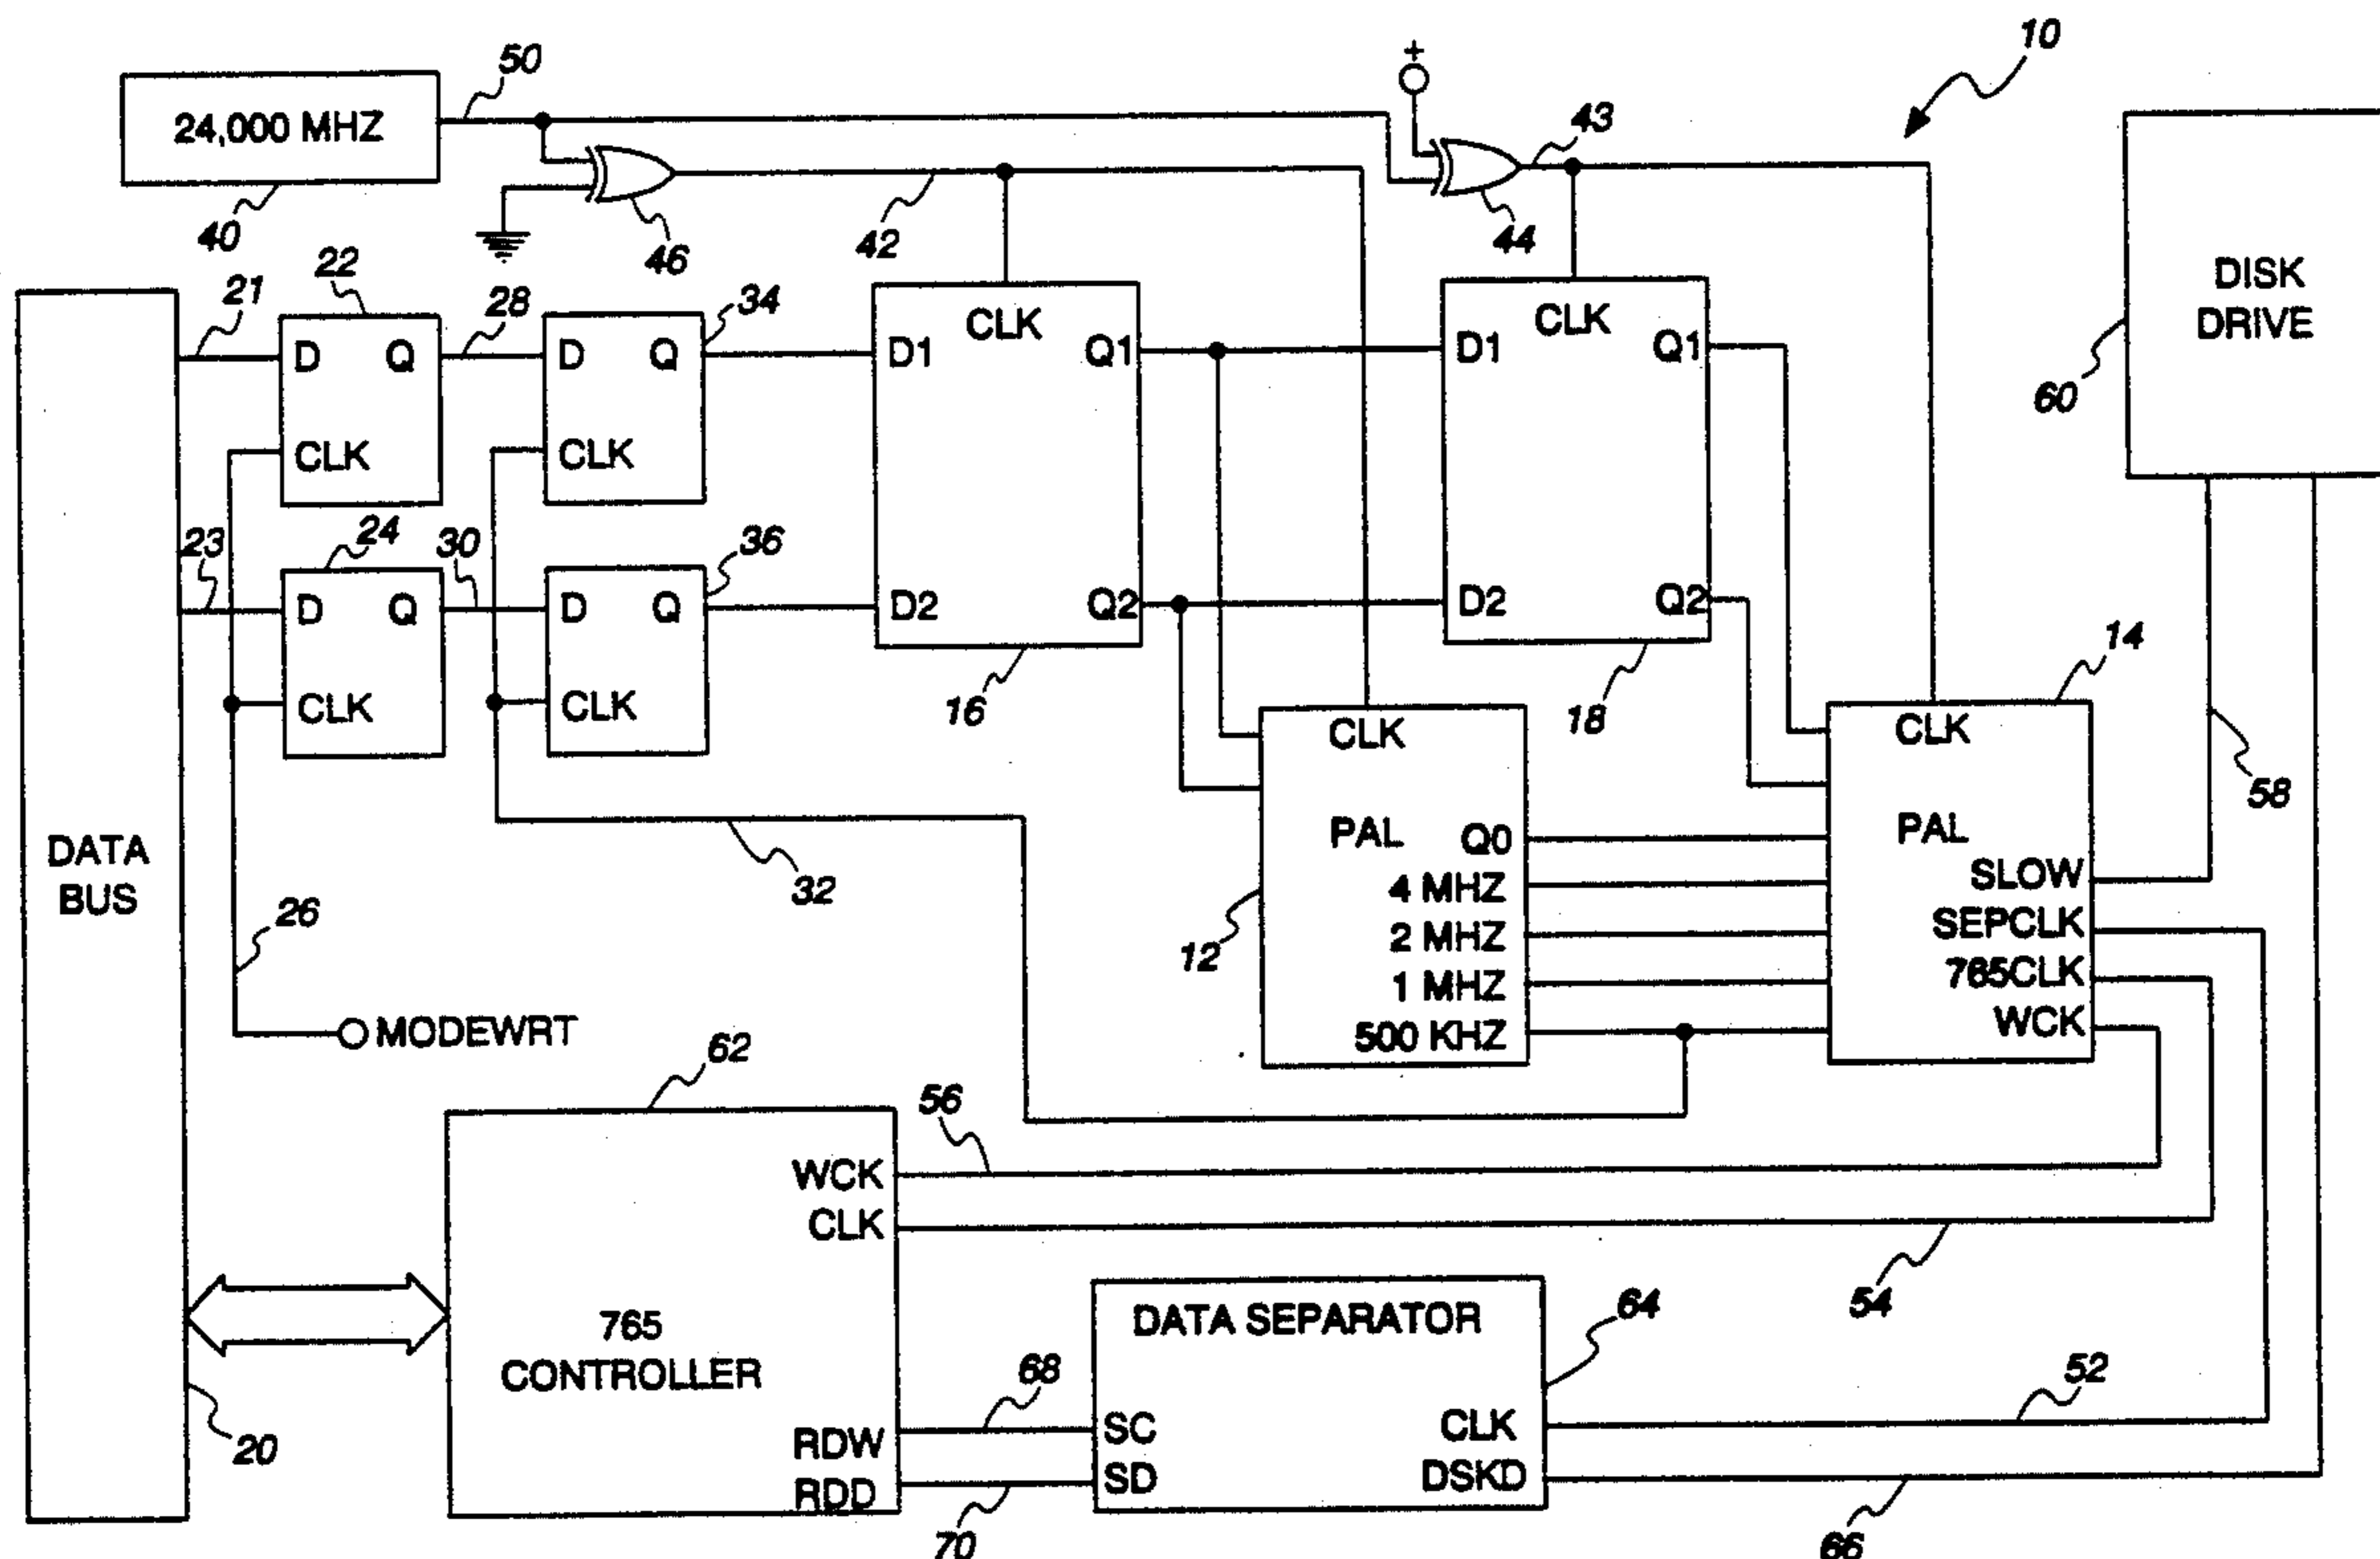 10
50
+
24,000 MHZ
43
40
46
42
44
DISK
DRIVE
60
21
22
28
34
D Q
CLK
D Q
CLK
CLK
D1 Q1
D2 Q2
16
CLK
D1 Q1
D2 Q2
18
23
24
30
36
D Q
CLK
D Q
CLK
14
58
DATA
BUS
26
32
MODEWRT
12
CLK
PAL
Q0
4 MHZ
2 MHZ
1 MHZ
500 KHZ
CLK
PAL
SLOW
SEPCLK
765CLK
WCK
62
56
WCK
CLK
765
CONTROLLER
RDW
RDD
54
DATA SEPARATOR
64
SC
SD
CLK
DSKD
68
70
52
66
20